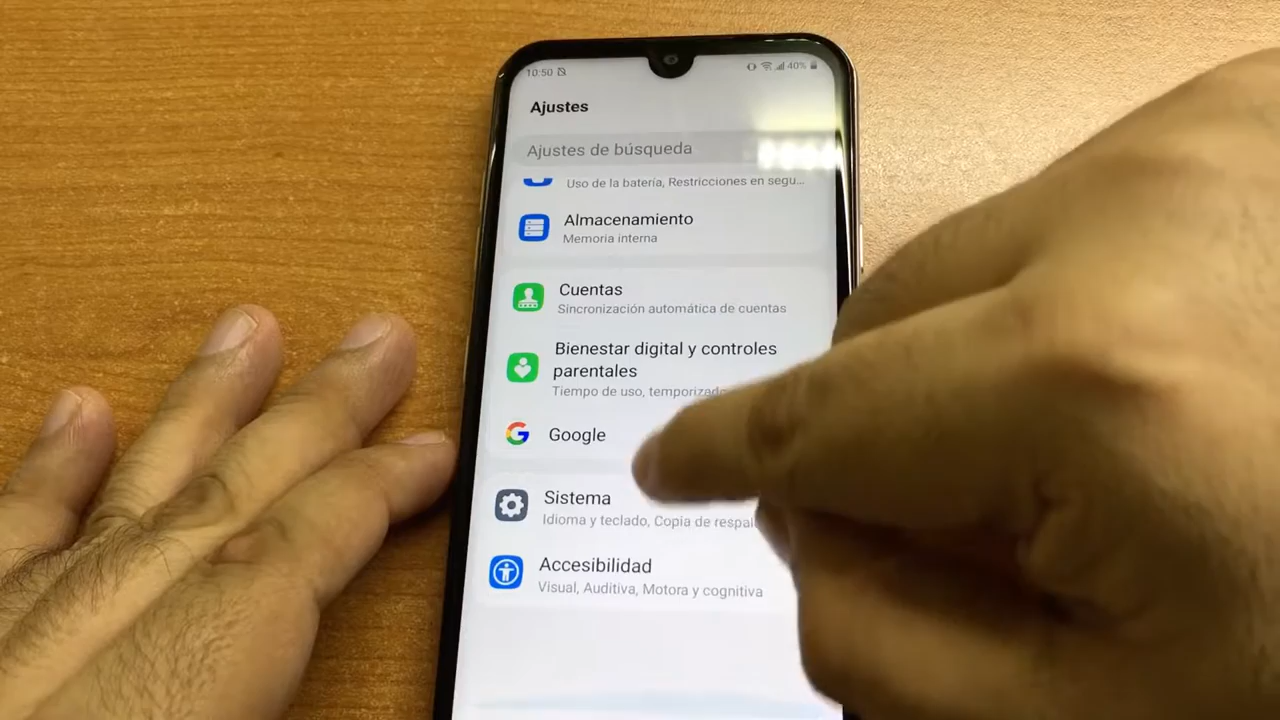 10:50
40%
Ajustes
Ajustes de búsqueda
Uso de la batería, Restricciones en segu...
Almacenamiento
Memoria interna
Cuentas
Sincronización automática de cuentas
Bienestar digital y controles
parentales
Tiempo de uso,
Google
Sistema
Idioma y teclado, Copia de
Accesibilidad
Visual, Auditiva, Motora y cognitiva